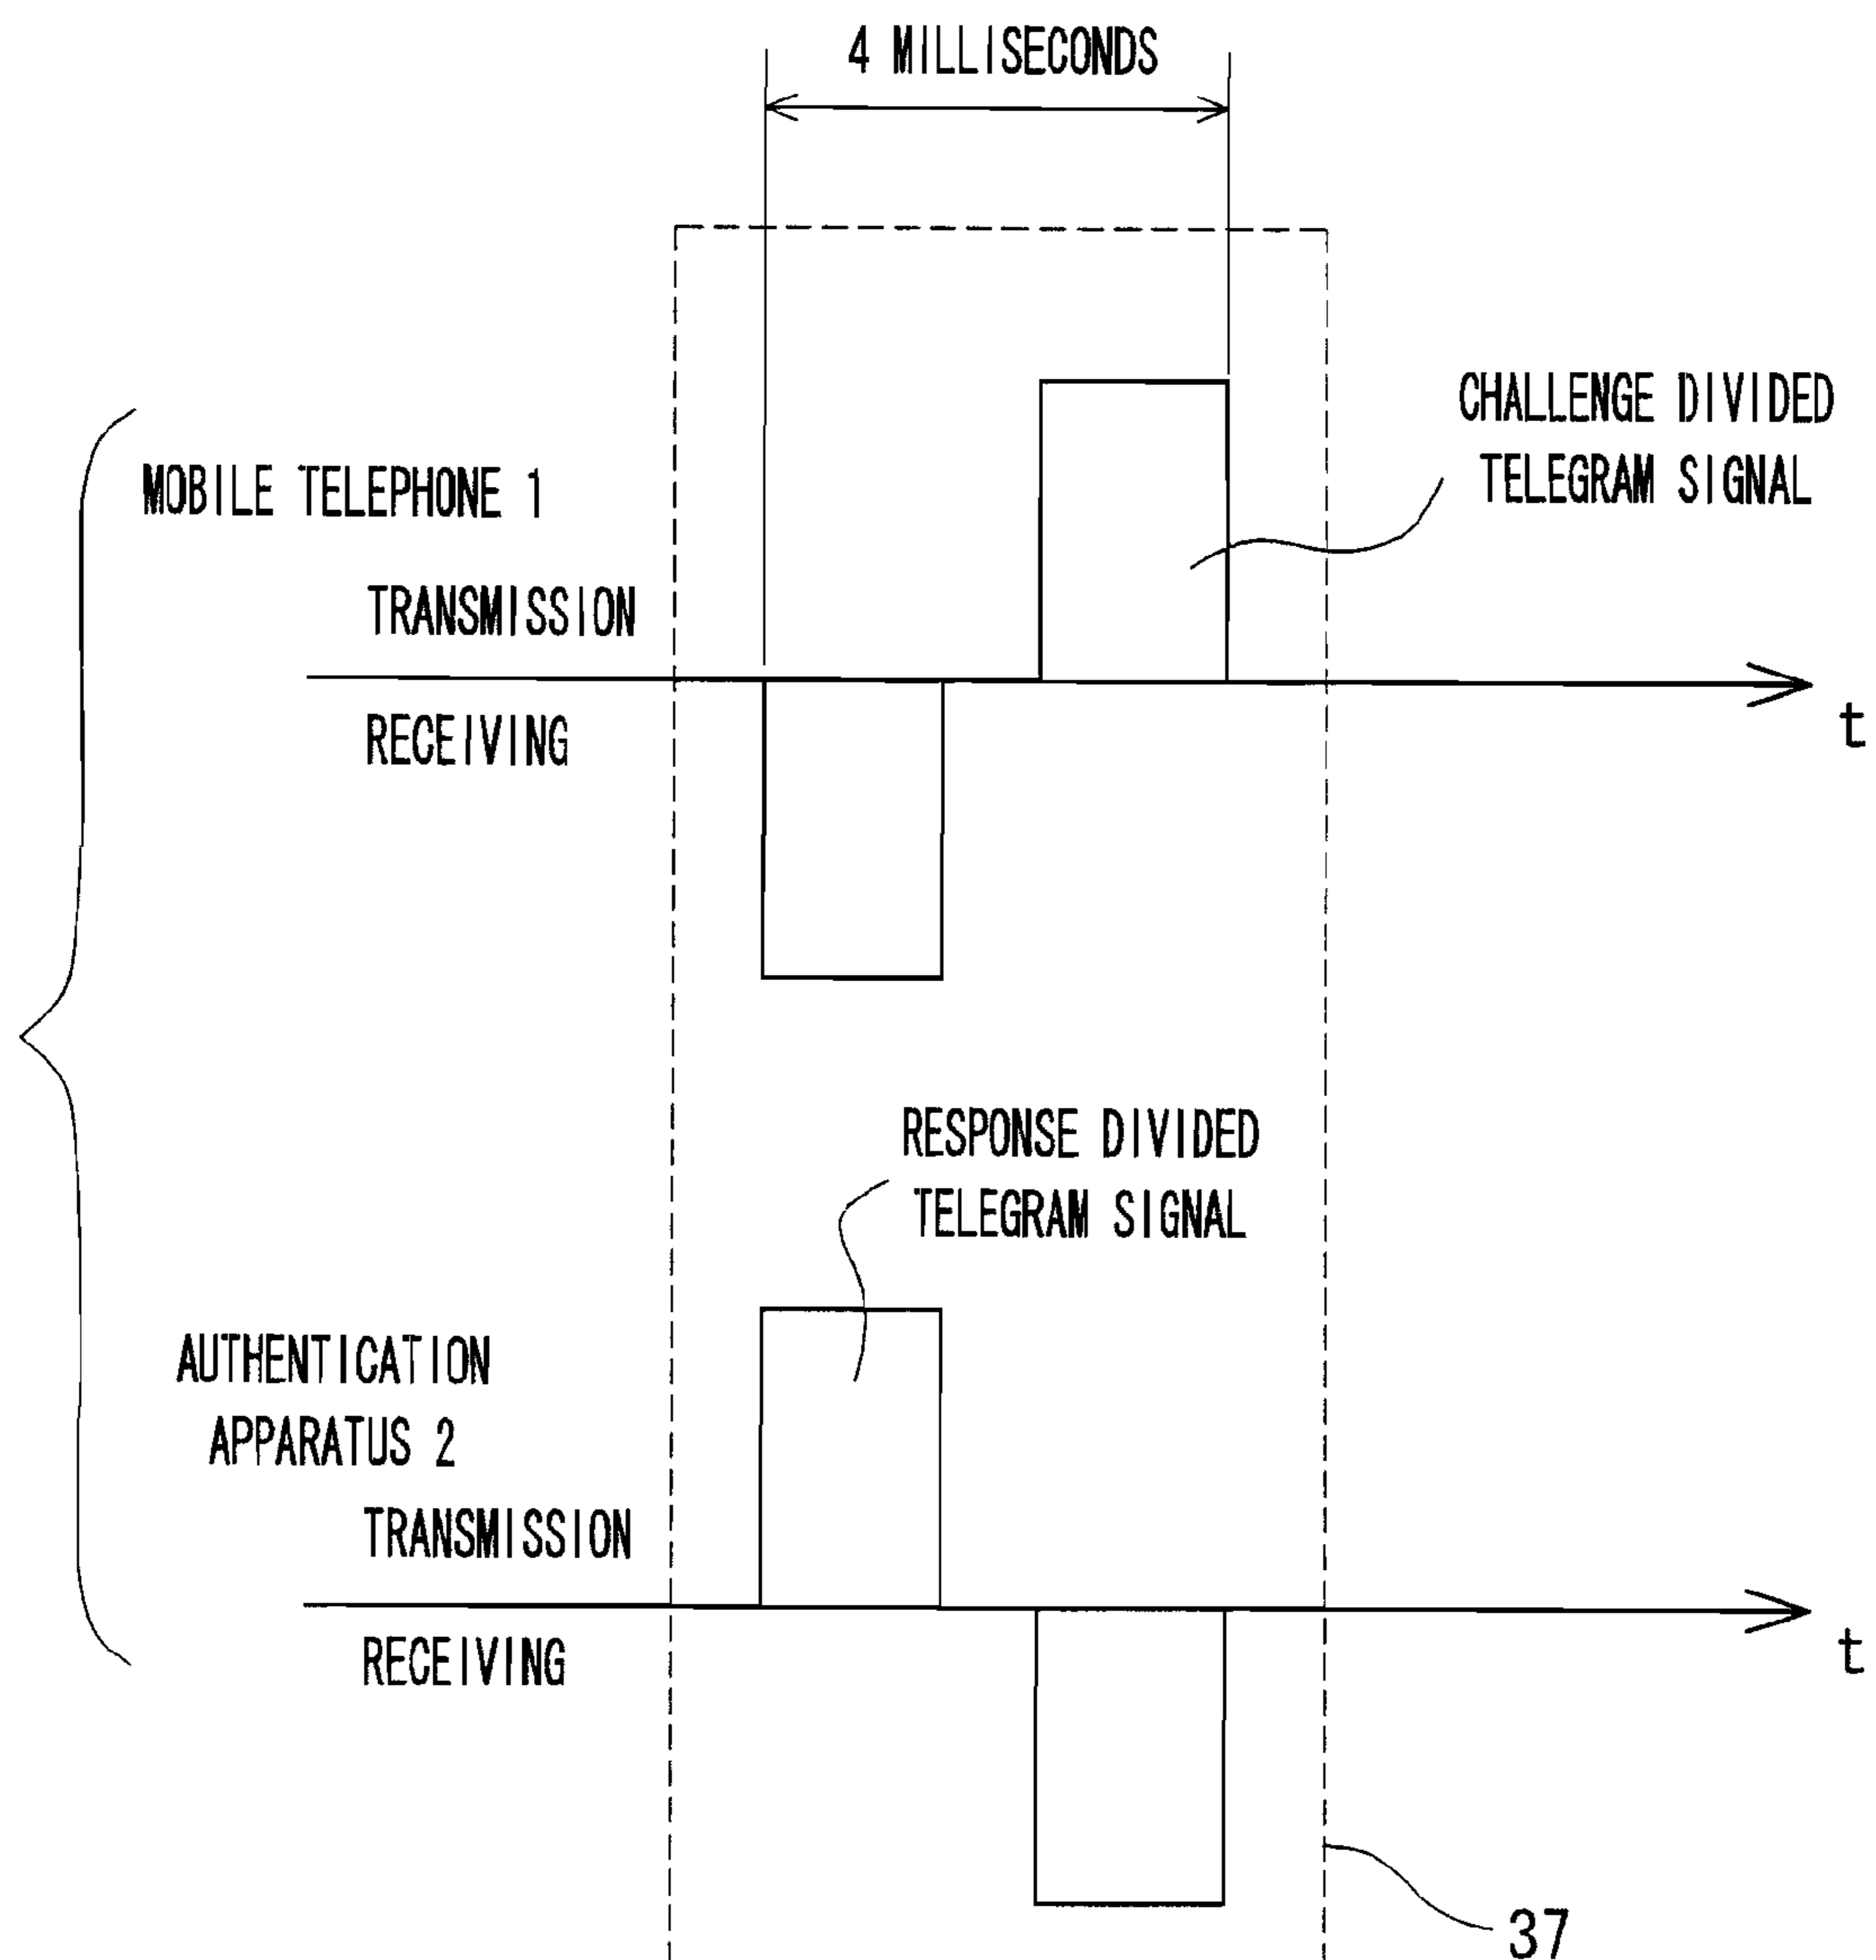 4 MILLISECONDS
CHALLENGE DIVIDED
TELEGRAM SIGNAL
MOBILE TELEPHONE 1
TRANSMISSION
RECEIVING
t
RESPONSE DIVIDED
TELEGRAM SIGNAL
AUTHENTICATION
APPARATUS 2
TRANSMISSION
RECEIVING
t
37